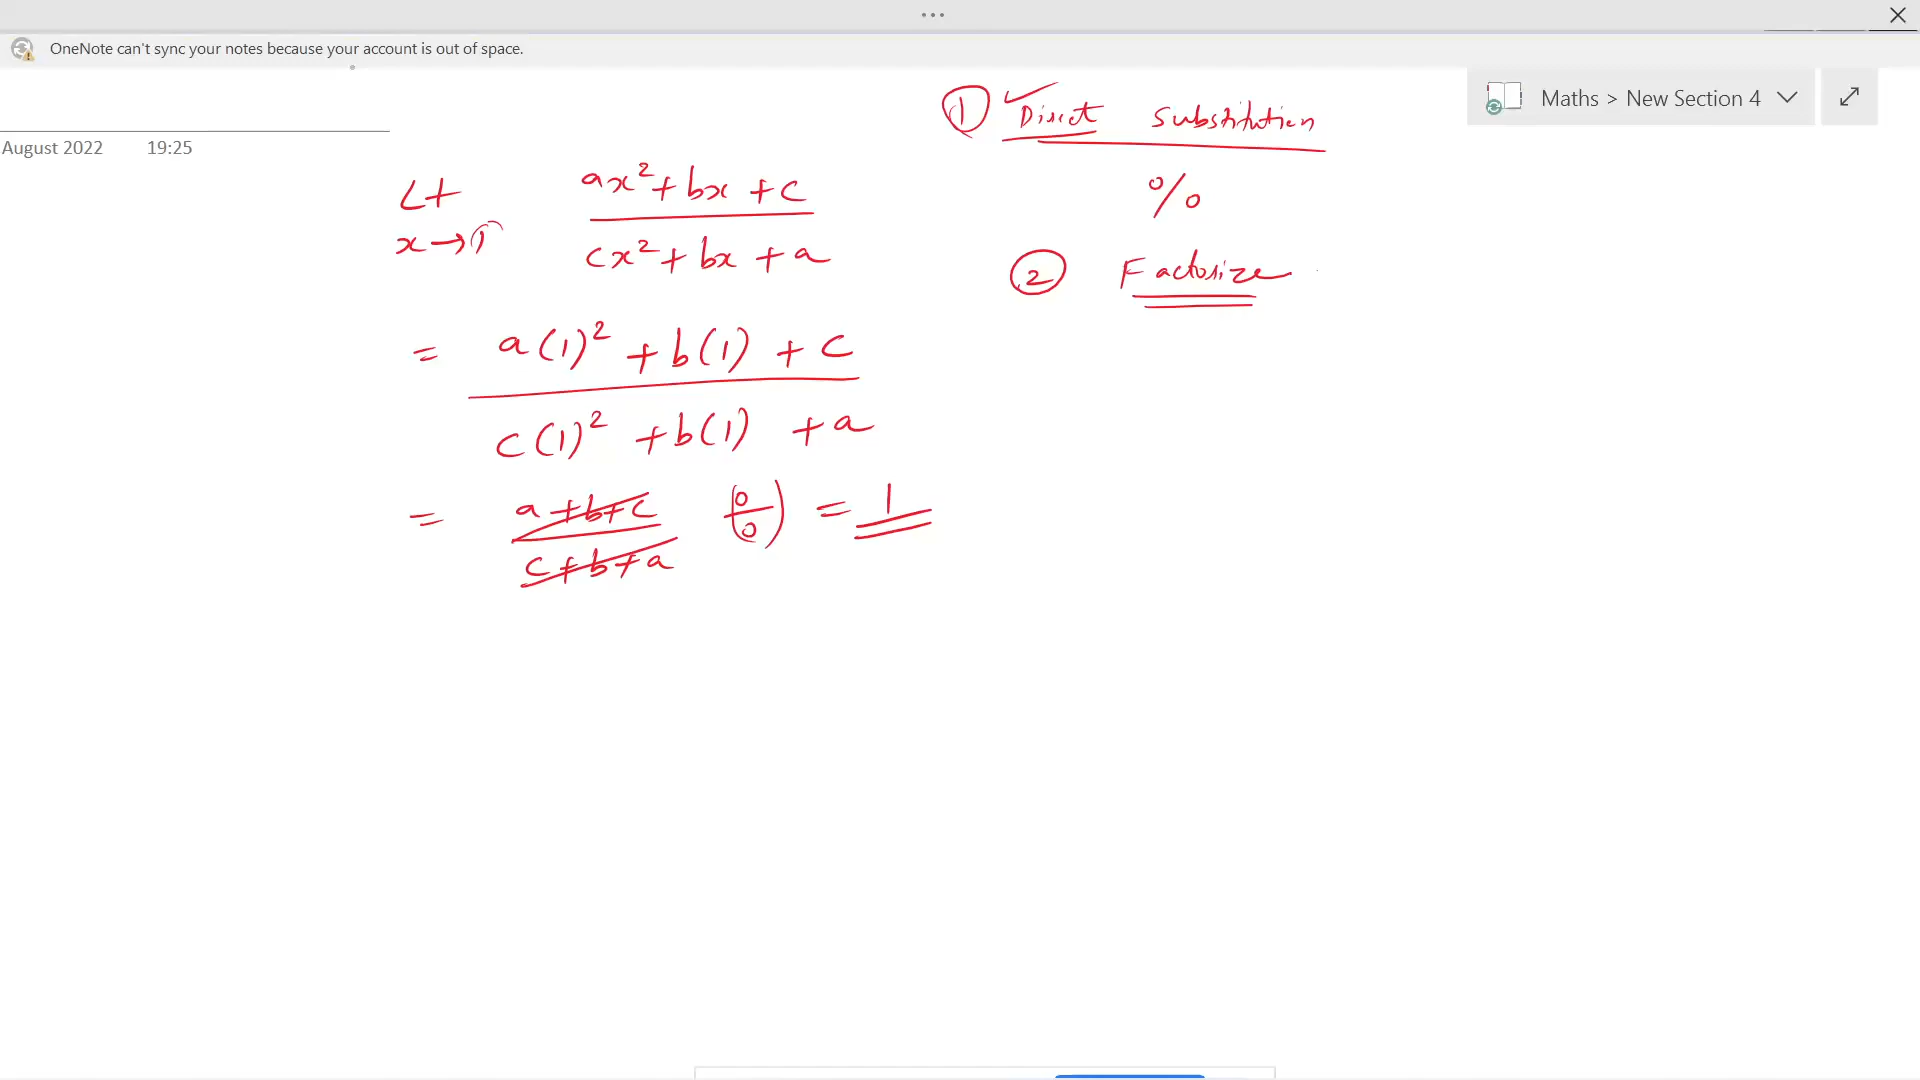 ...
OneNote can't sync your notes because your account is out of space.
Maths > New Section 4
August 2022 19:25
① Direct Substitution
0/0
② Factorize
Lt ax²+bx+c
x→1 cx²+bx+a
= a(1)²+b(1)+c
c(1)²+b(1)+a
= a+b+c (0/0) = 1
c+b+a